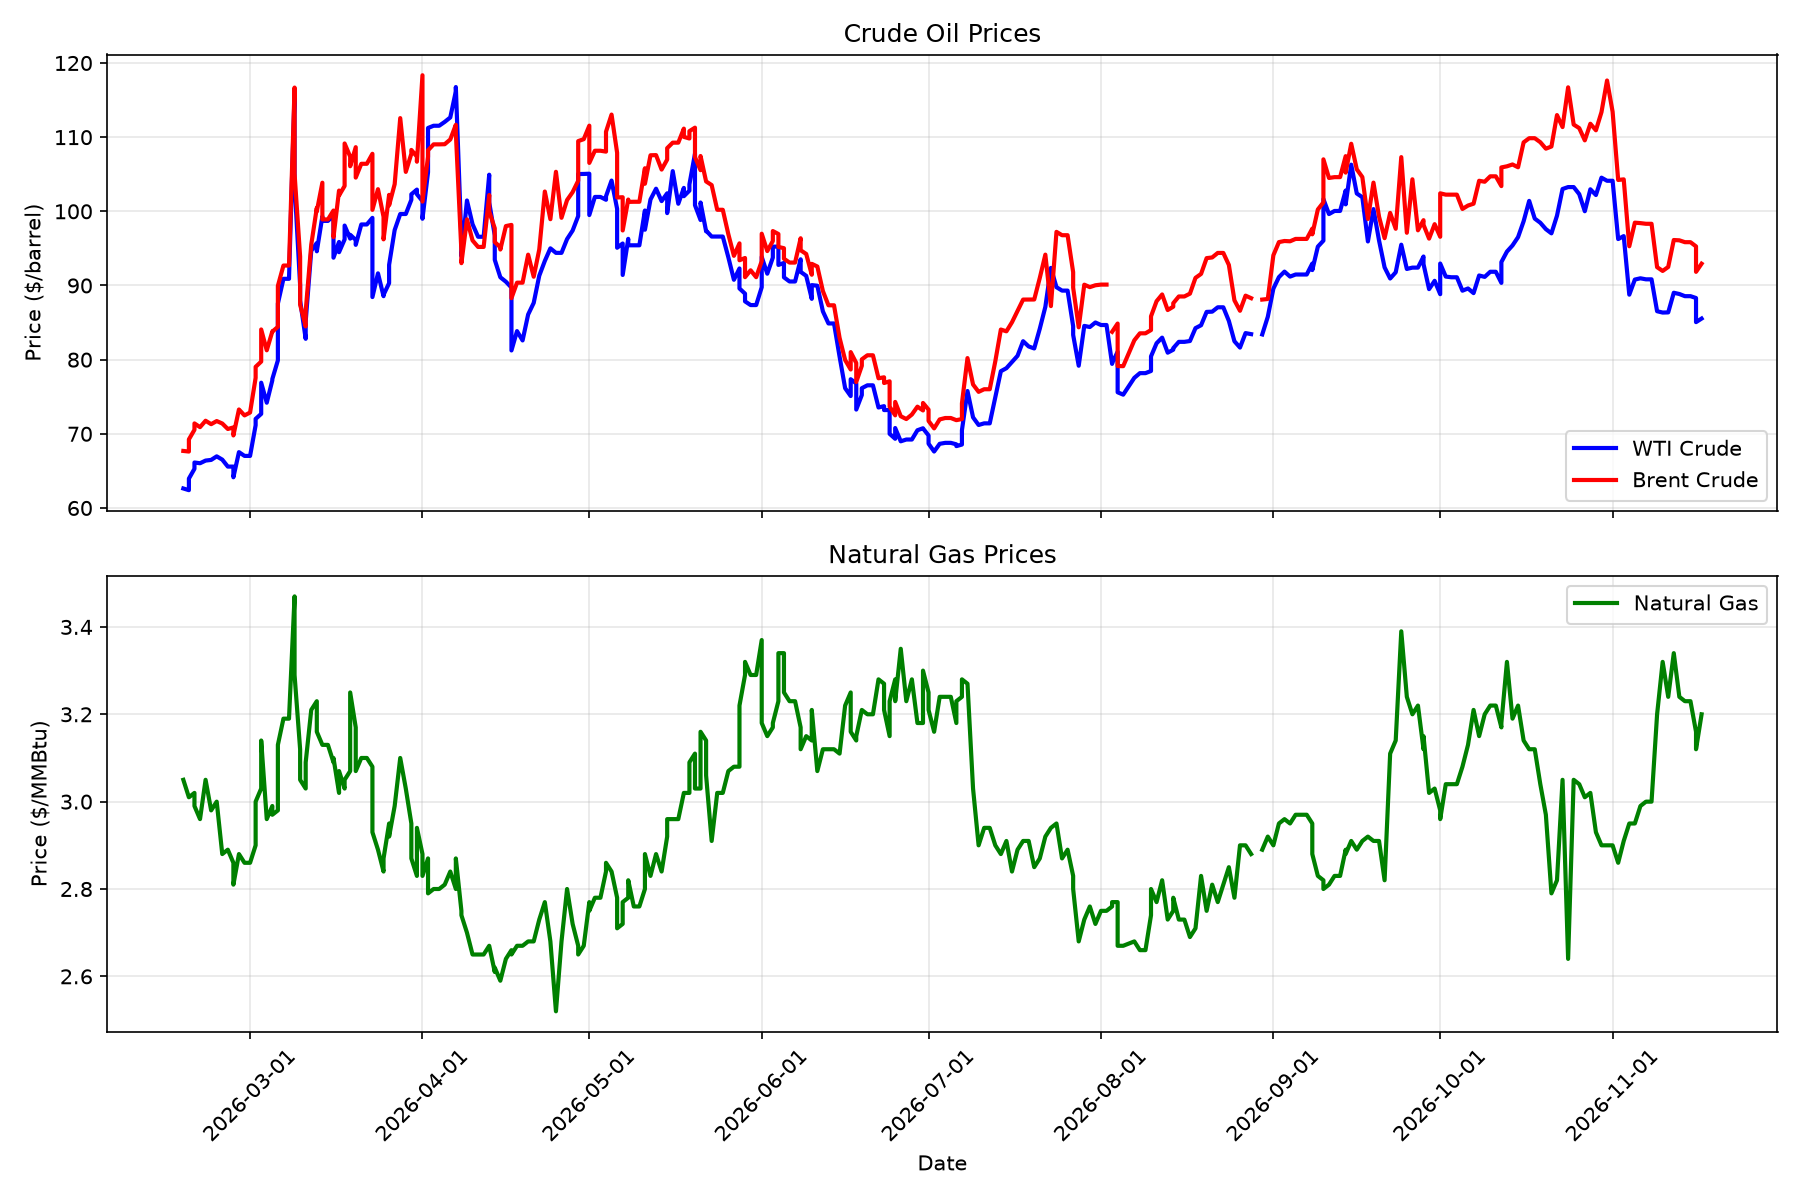 Crude Oil Prices
Price ($/barrel)
120
110
100
90
80
70
60
WTI Crude
Brent Crude
Natural Gas Prices
Price ($/MMBtu)
3.4
3.2
3.0
2.8
2.6
Natural Gas
2026-03-01
2026-04-01
2026-05-01
2026-06-01
2026-07-01
2026-08-01
2026-09-01
2026-10-01
2026-11-01
Date